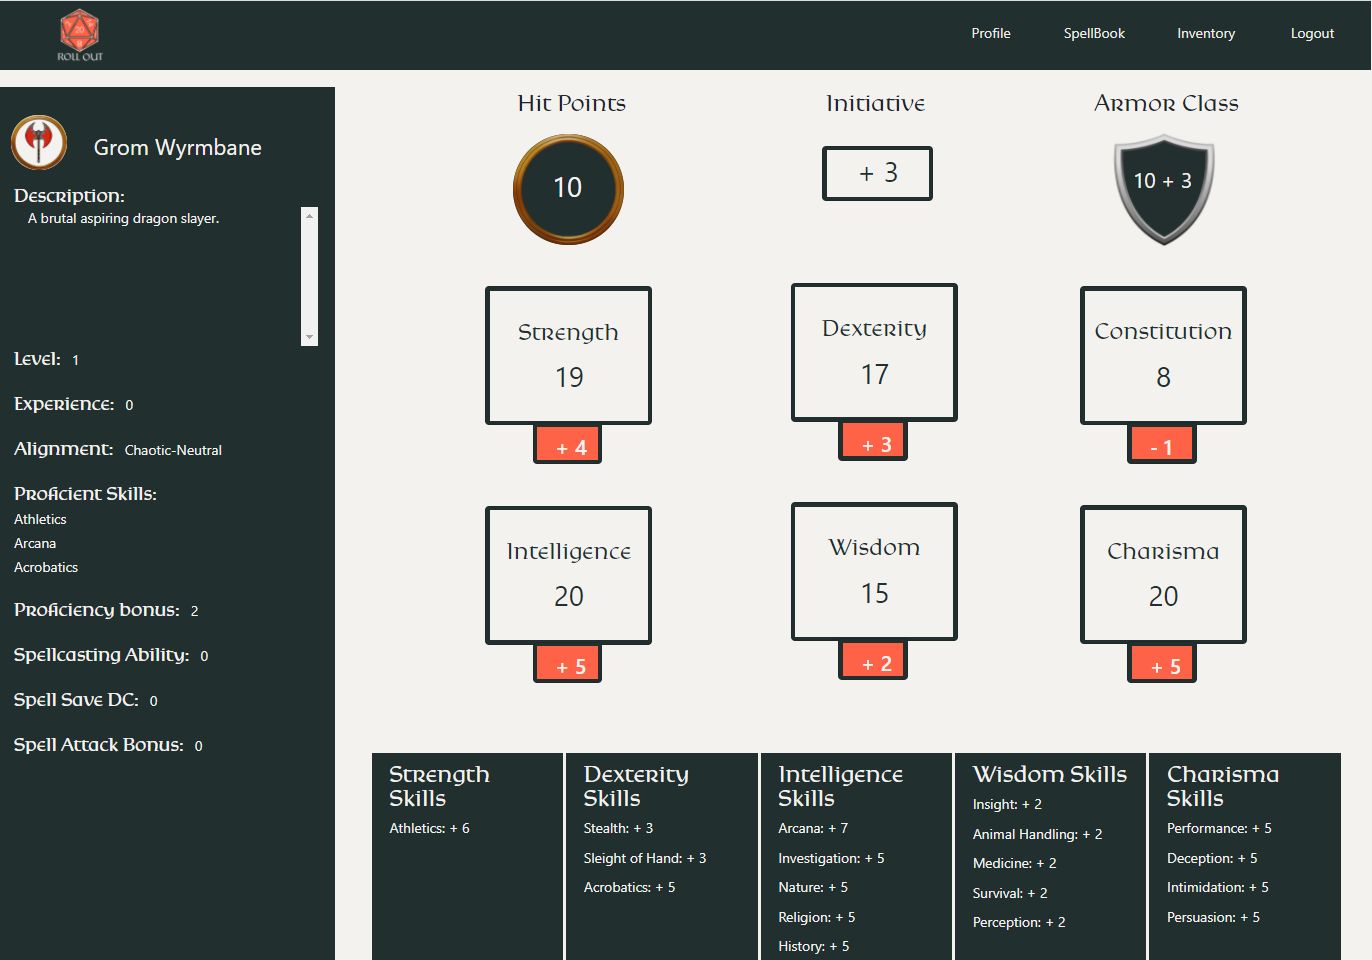 20
ROLL OUT
Profile
SpellBook
Inventory
Logout
Grom Wyrmbane
Description:
A brutal aspiring dragon slayer.
Level: 1
Experience: 0
Alignment: Chaotic-Neutral
Proficient Skills:
Athletics
Arcana
Acrobatics
Proficiency bonus: 2
Spellcasting Ability: 0
Spell Save DC: 0
Spell Attack Bonus: 0
Hit Points
10
Initiative
+ 3
Armor Class
10 + 3
Strength
19
+ 4
Dexterity
17
+ 3
Constitution
8
- 1
Intelligence
20
+ 5
Wisdom
15
+ 2
Charisma
20
+ 5
Strength
Skills
Athletics: + 6
Dexterity
Skills
Stealth: + 3
Sleight of Hand: + 3
Acrobatics: + 5
Intelligence
Skills
Arcana: + 7
Investigation: + 5
Nature: + 5
Religion: + 5
History: + 5
Wisdom Skills
Insight: + 2
Animal Handling: + 2
Medicine: + 2
Survival: + 2
Perception: + 2
Charisma
Skills
Performance: + 5
Deception: + 5
Intimidation: + 5
Persuasion: + 5